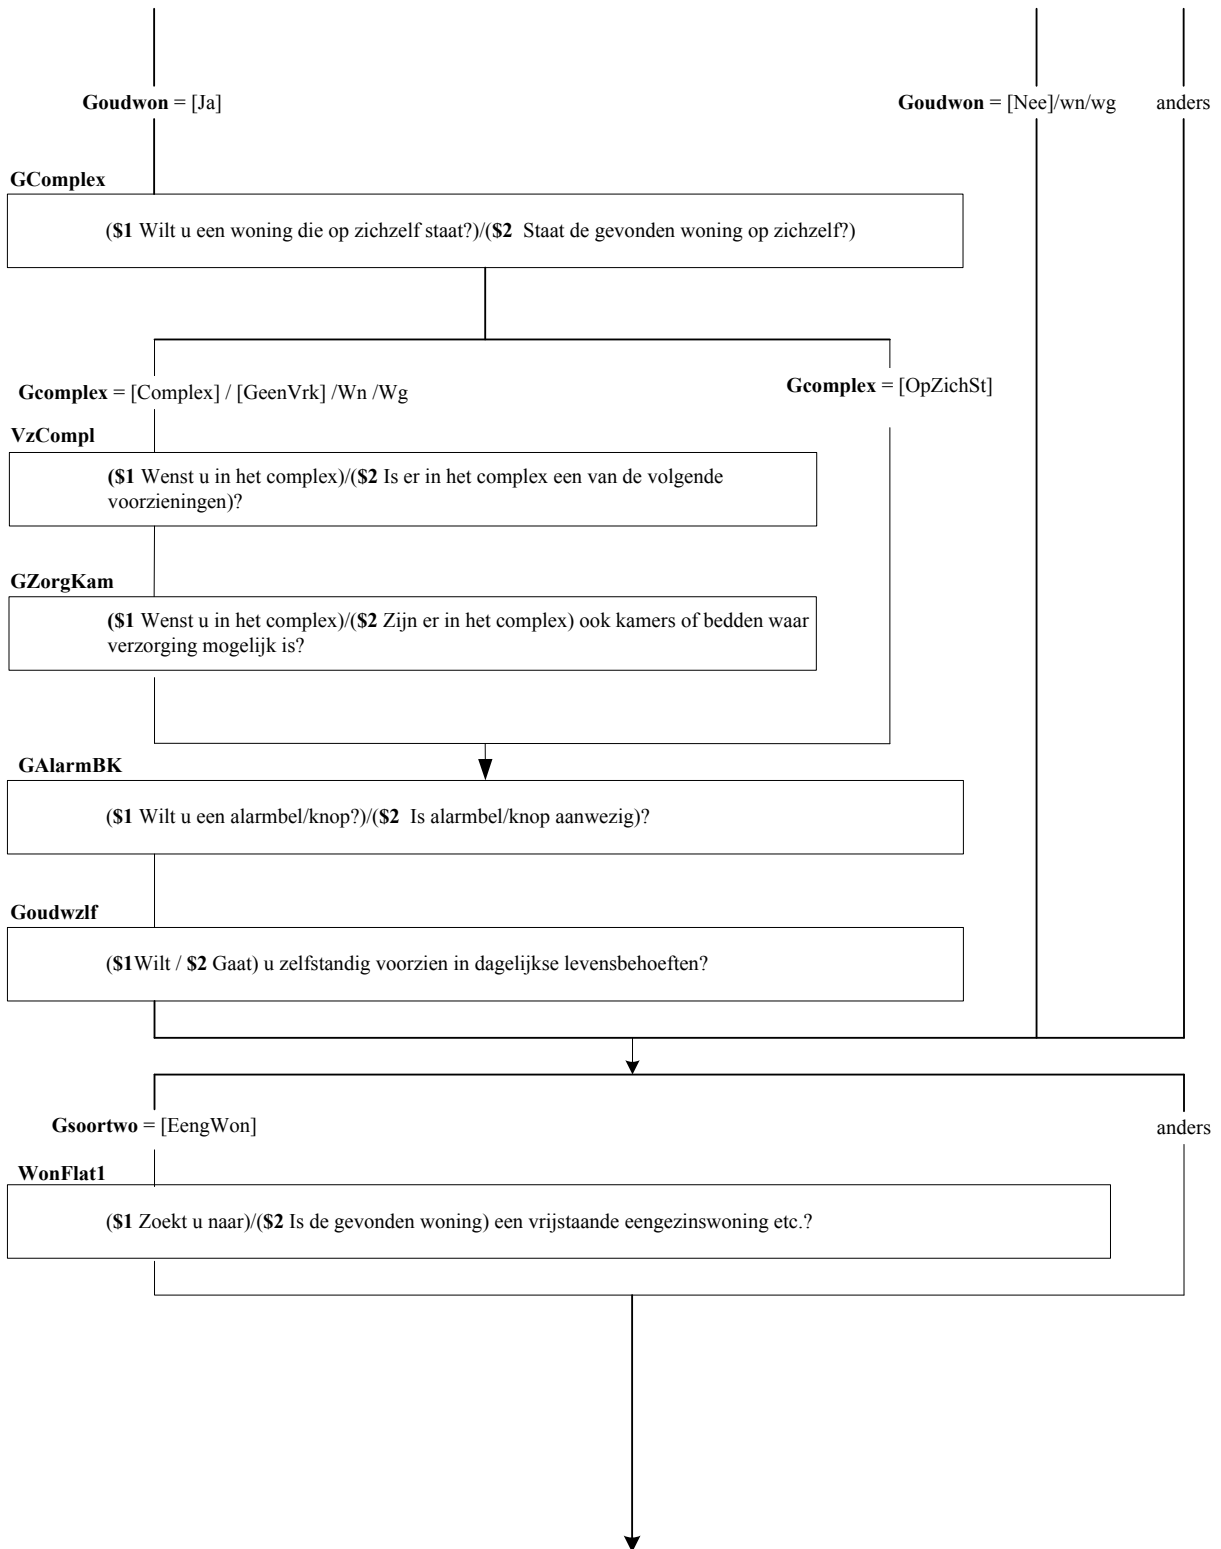 Goudwon = [Ja]
Goudwon = [Nee]/wn/wg
anders
GComplex
($1 Wilt u een woning die op zichzelf staat?)/($2 Staat de gevonden woning op zichzelf?)
Gcomplex = [Complex] / [GeenVrk] /Wn /Wg
Gcomplex = [OpZichSt]
VzCompl
($1 Wenst u in het complex)/($2 Is er in het complex een van de volgende
voorzieningen)?
GZorgKam
($1 Wenst u in het complex)/($2 Zijn er in het complex) ook kamers of bedden waar
verzorging mogelijk is?
GAlarmBK
($1 Wilt u een alarmbel/knop?)/($2 Is alarmbel/knop aanwezig)?
Goudwzlf
($1Wilt / $2 Gaat) u zelfstandig voorzien in dagelijkse levensbehoeften?
Gsoortwo = [EengWon]
anders
WonFlat1
($1 Zoekt u naar)/($2 Is de gevonden woning) een vrijstaande eengezinswoning etc.?